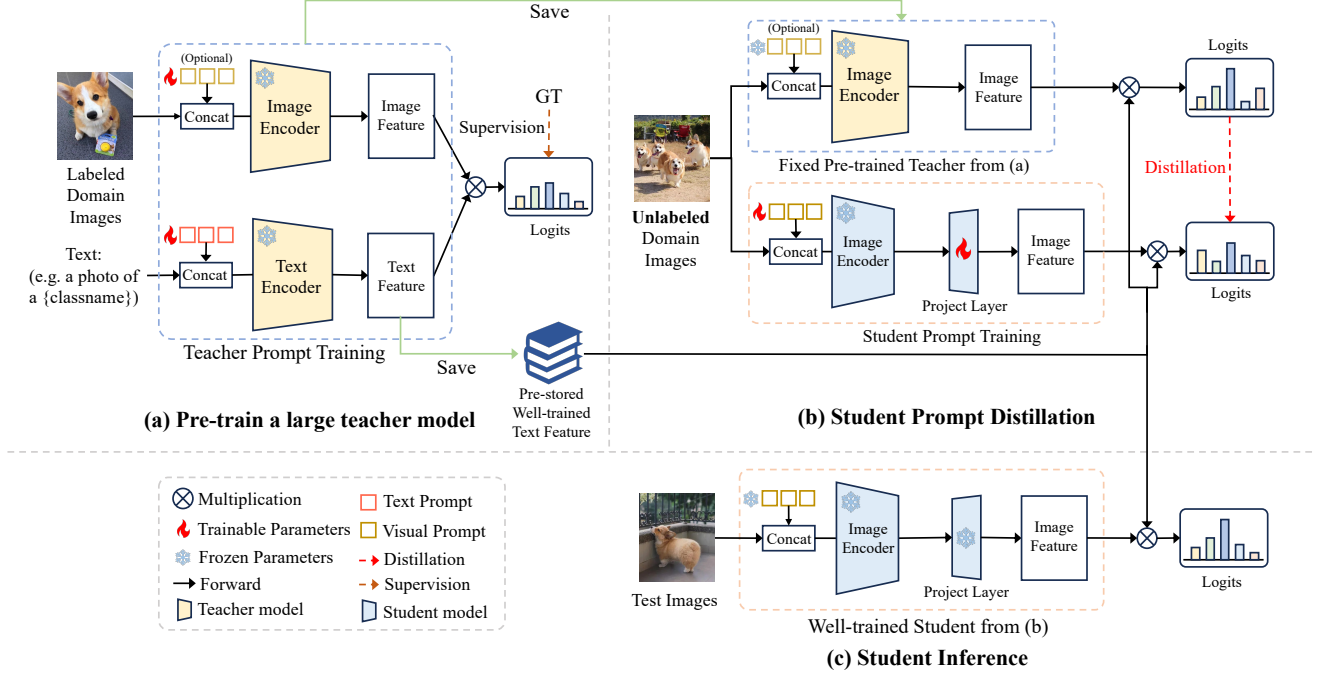 Save
(Optional)
Concat
Image
Encoder
Image
Feature
Labeled
Domain
Images
GT
Supervision
Logits
Text:
(e.g. a photo of
a {classname})
Concat
Text
Encoder
Text
Feature
Teacher Prompt Training
Save
Pre-stored
Well-trained
Text Feature
(a) Pre-train a large teacher model
(Optional)
Concat
Image
Encoder
Image
Feature
Fixed Pre-trained Teacher from (a)
Logits
Distillation
Unlabeled
Domain
Images
Concat
Image
Encoder
Project Layer
Image
Feature
Logits
Student Prompt Training
(b) Student Prompt Distillation
Multiplication
Trainable Parameters
Frozen Parameters
Forward
Teacher model
Text Prompt
Visual Prompt
Distillation
Supervision
Student model
Test Images
Concat
Image
Encoder
Project Layer
Image
Feature
Logits
Well-trained Student from (b)
(c) Student Inference